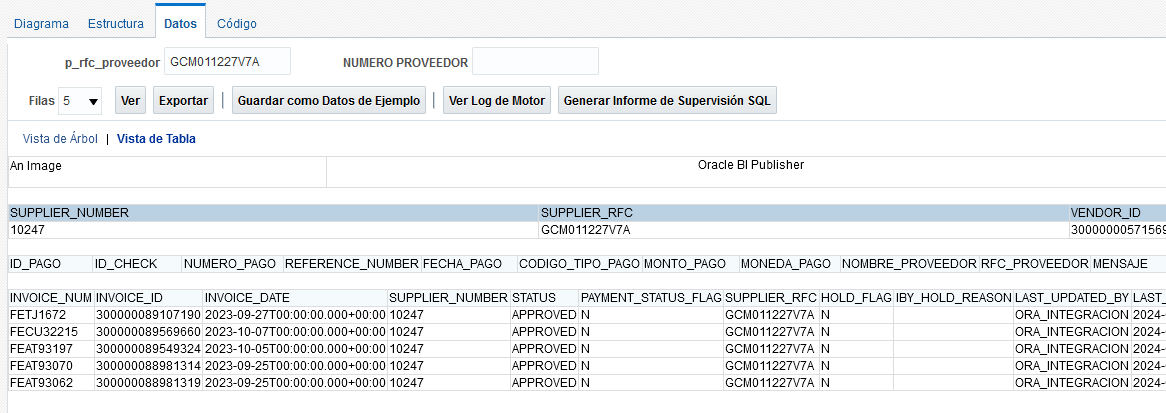 Diagrama Estructura Datos Código
p_rfc_proveedor GCM011227V7A NUMERO PROVEEDOR
Filas 5 Ver Exportar | Guardar como Datos de Ejemplo | Ver Log de Motor Generar Informe de Supervisión SQL
Vista de Árbol | Vista de Tabla
An Image Oracle BI Publisher
SUPPLIER_NUMBER SUPPLIER_RFC VENDOR_ID
10247 GCM011227V7A 30000000571569
ID_PAGO ID_CHECK NUMERO_PAGO REFERENCE_NUMBER FECHA_PAGO CODIGO_TIPO_PAGO MONTO_PAGO MONEDA_PAGO NOMBRE_PROVEEDOR RFC_PROVEEDOR MENSAJE
INVOICE_NUM INVOICE_ID INVOICE_DATE SUPPLIER_NUMBER STATUS PAYMENT_STATUS_FLAG SUPPLIER_RFC HOLD_FLAG IBY_HOLD_REASON LAST_UPDATED_BY LAST_
FETJ1672 300000089107190 2023-09-27T00:00:00.000+00:00 10247 APPROVED N GCM011227V7A N ORA_INTEGRACION 2024-
FECU32215 300000089569660 2023-10-07T00:00:00.000+00:00 10247 APPROVED N GCM011227V7A N ORA_INTEGRACION 2024-
FEAT93197 300000089549324 2023-10-05T00:00:00.000+00:00 10247 APPROVED N GCM011227V7A N ORA_INTEGRACION 2024-
FEAT93070 300000088981314 2023-09-25T00:00:00.000+00:00 10247 APPROVED N GCM011227V7A N ORA_INTEGRACION 2024-
FEAT93062 300000088981319 2023-09-25T00:00:00.000+00:00 10247 APPROVED N GCM011227V7A N ORA_INTEGRACION 2024-